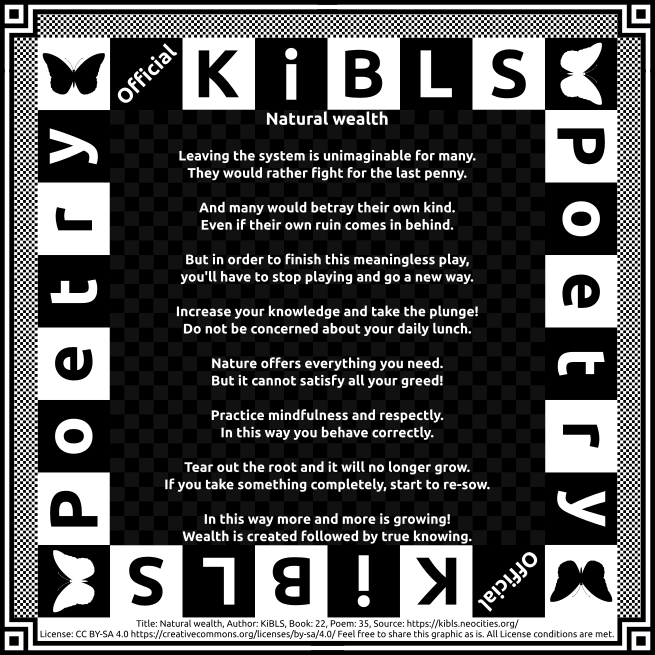 Official KiBLS
Poetry
Natural wealth
Leaving the system is unimaginable for many.
They would rather fight for the last penny.
And many would betray their own kind.
Even if their own ruin comes in behind.
But in order to finish this meaningless play,
you'll have to stop playing and go a new way.
Increase your knowledge and take the plunge!
Do not be concerned about your daily lunch.
Nature offers everything you need.
But it cannot satisfy all your greed!
Practice mindfulness and respectly.
In this way you behave correctly.
Tear out the root and it will no longer grow.
If you take something completely, start to re-sow.
In this way more and more is growing!
Wealth is created followed by true knowing.
Poetry
Official KiBLS
Title: Natural wealth, Author: KiBLS, Book: 22, Poem: 35, Source: https://kibls.neocities.org/
License: CC BY-SA 4.0 https://creativecommons.org/licenses/by-sa/4.0/ Feel free to share this graphic as is. All License conditions are met.